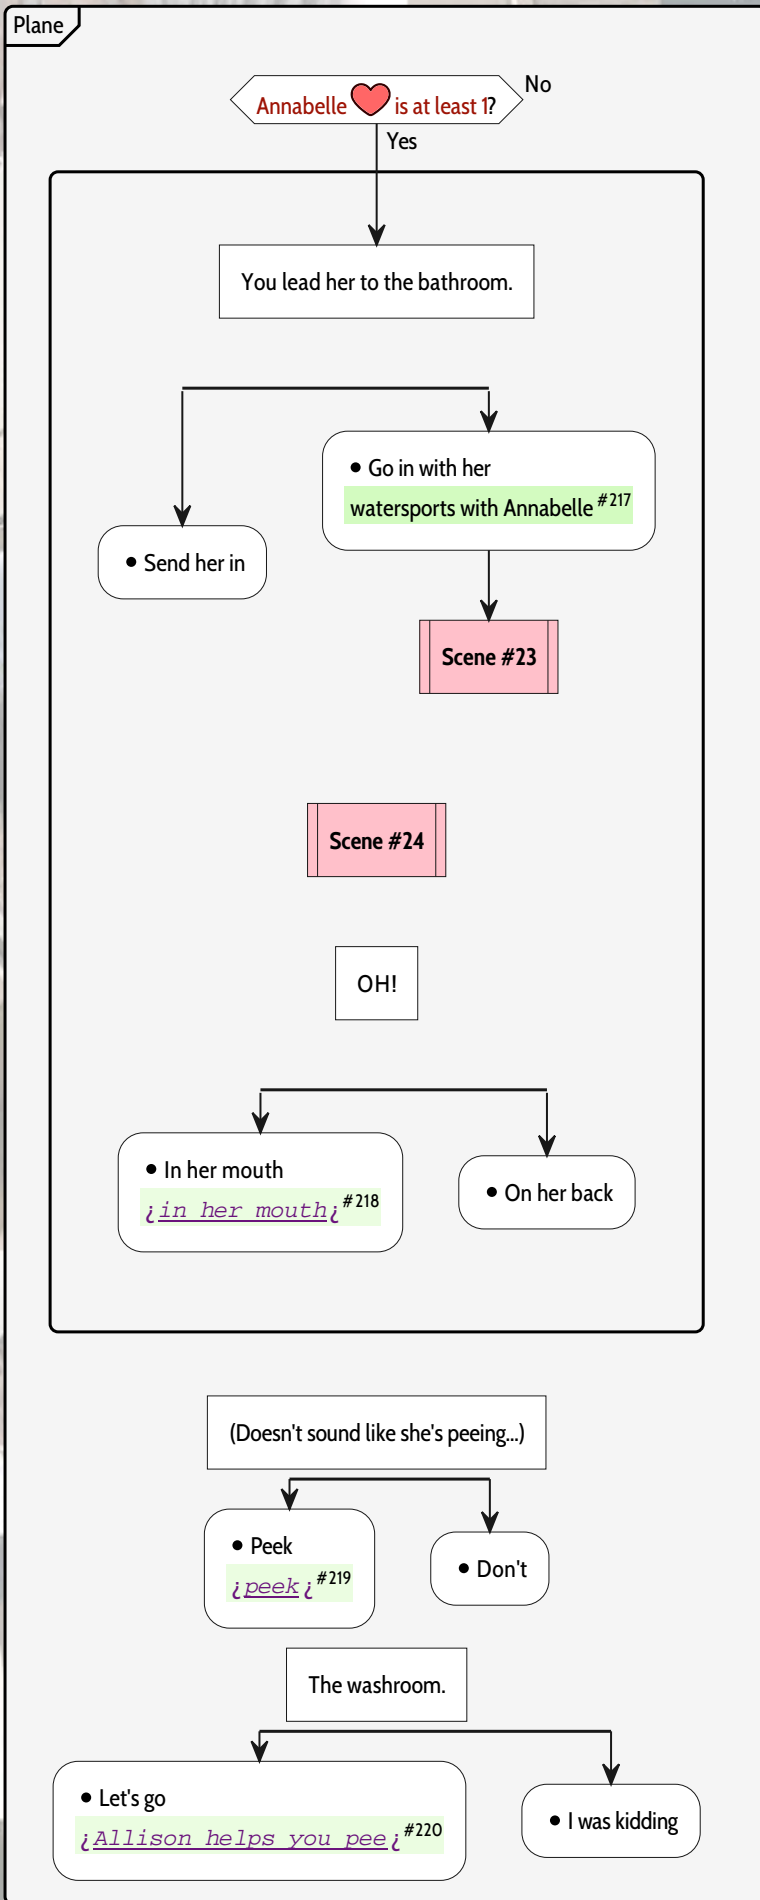 Plane
Annabelle is at least 1?
No
Yes
You lead her to the bathroom.
• Go in with her
watersports with Annabelle #217
• Send her in
Scene #23
Scene #24
OH!
• In her mouth
¿in her mouth¿ #218
• On her back
(Doesn't sound like she's peeing...)
• Peek
¿peek¿ #219
• Don't
The washroom.
• Let's go
¿Allison helps you pee¿ #220
• I was kidding